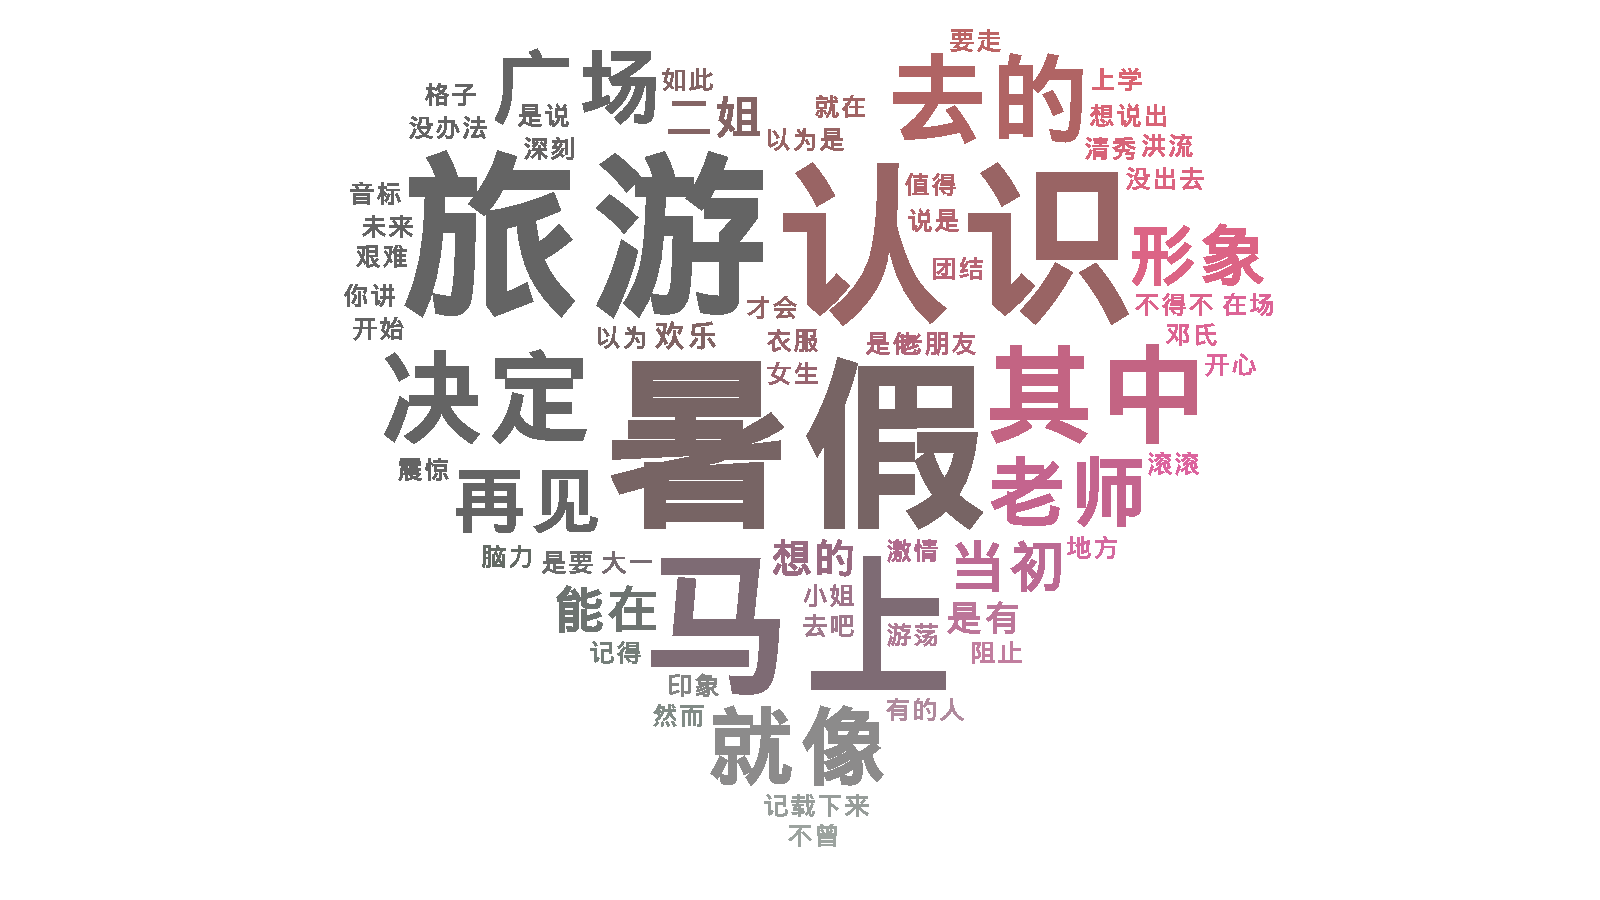 要走
广场
去的
如此
上学
格子
二姐
就在
是说
想说出
没办法
以为是
深刻
清秀
洪流
旅游
认识
值得
没出去
音标
说是
未来
形象
艰难
团结
你讲
才会
不得不
在场
开始
以为
欢乐
衣服
是他
老朋友
邓氏
女生
开心
决定
暑假
其中
震惊
再见
老师
滚滚
脑力
是要
大一
马上
想的
激情
当初
地方
能在
小姐
去吧
游荡
是有
记得
阻止
印象
然而
就像
有的人
记载下来
不曾